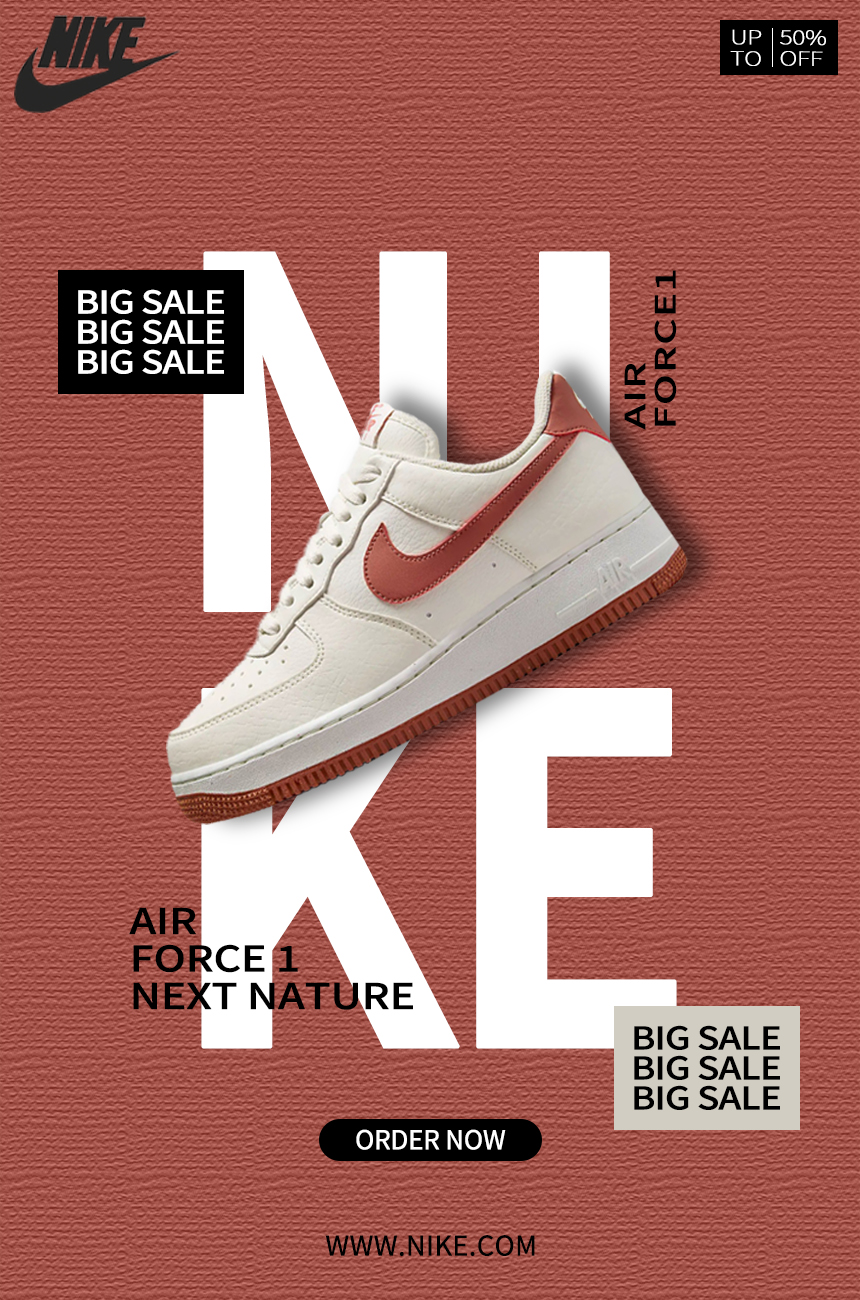 NIKE
UP TO
50% OFF
NI
BIG SALE
BIG SALE
BIG SALE
AIR
FORCE1
AIR
KE
AIR
FORCE 1
NEXT NATURE
BIG SALE
BIG SALE
BIG SALE
ORDER NOW
WWW.NIKE.COM